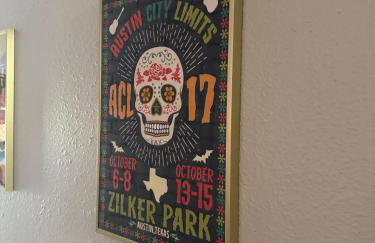 AUSTIN CITY LIMITS
ACL 17
OCTOBER OCTOBER
6-8 13-15
ZILKER PARK
AUSTIN, TEXAS